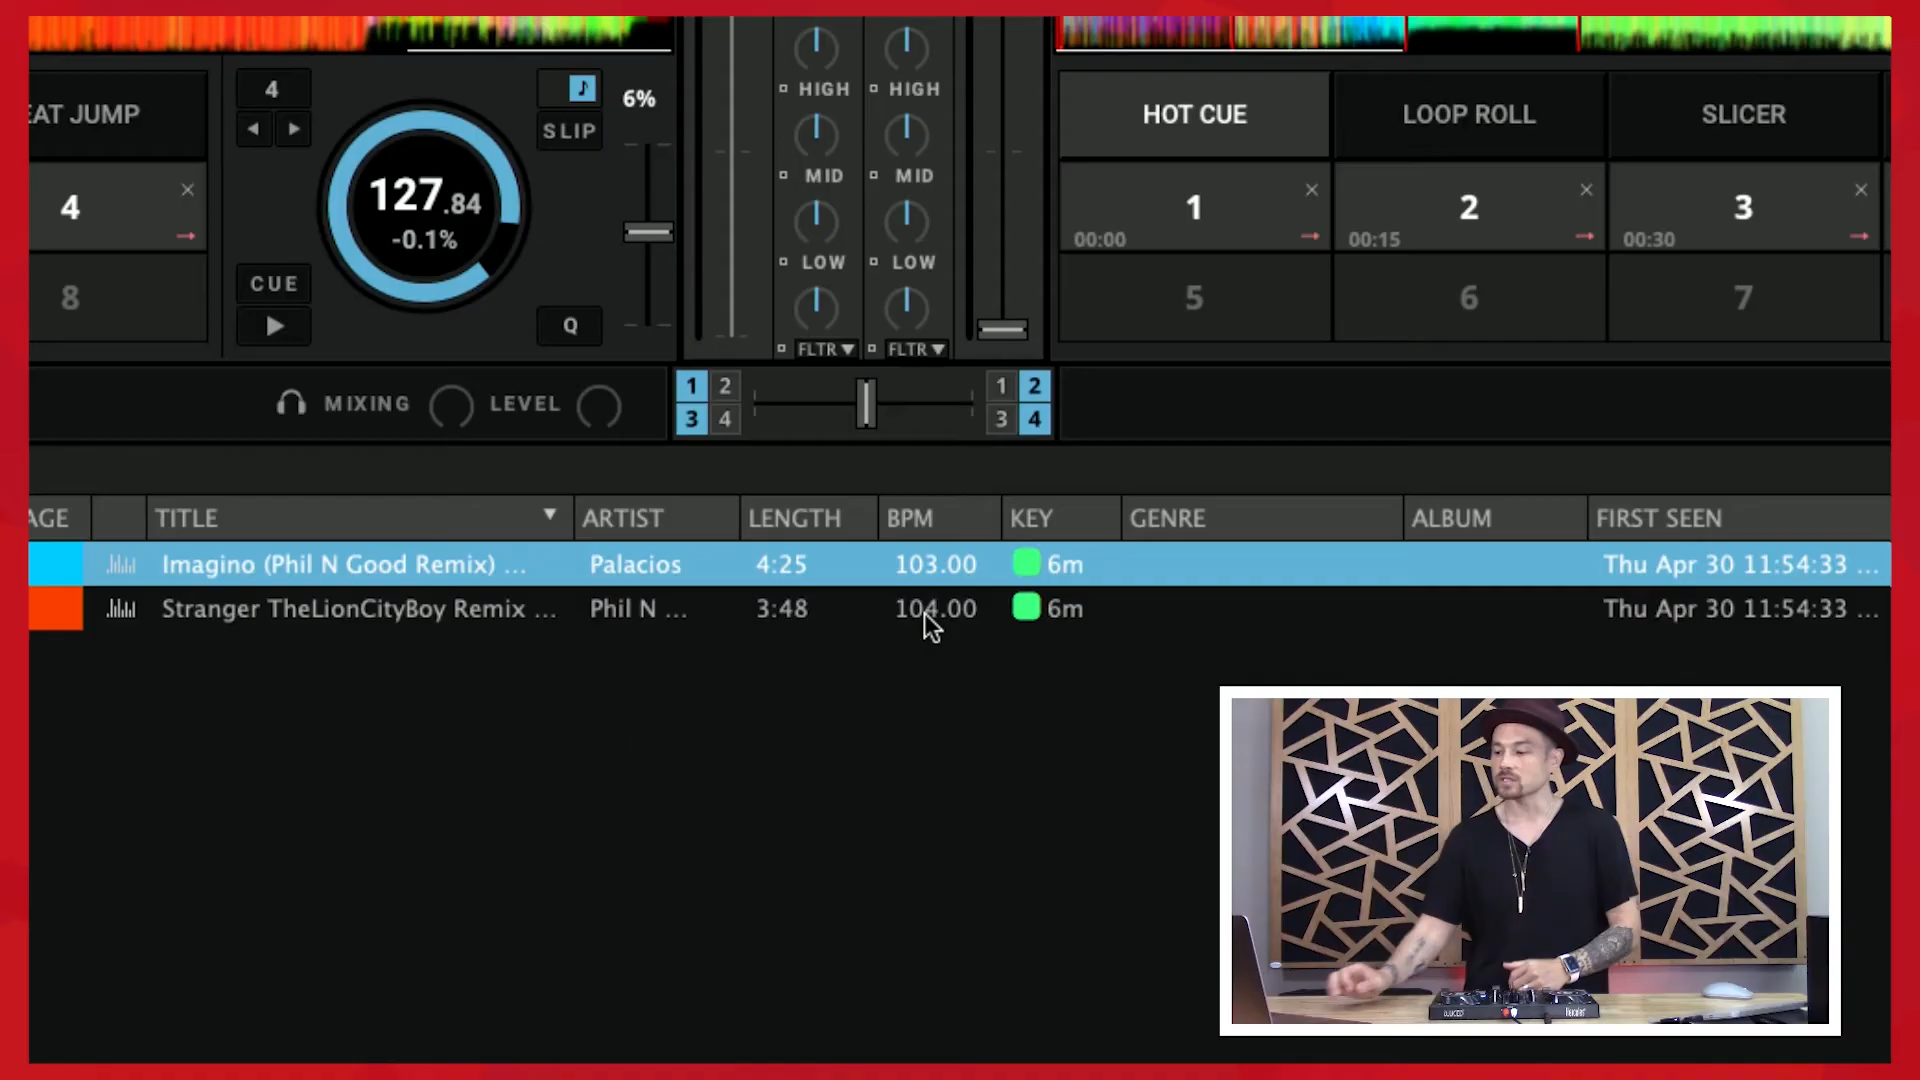 EAT JUMP
4
SLIP
6%
127.84
-0.1%
4
8
CUE
Q
HIGH
HIGH
MID
MID
LOW
LOW
FLTR
FLTR
HOT CUE
LOOP ROLL
SLICER
1
00:00
2
00:15
3
00:30
5
6
7
MIXING
LEVEL
1 2
3 4
1 2
3 4
AGE TITLE ARTIST LENGTH BPM KEY GENRE ALBUM FIRST SEEN
Imagino (Phil N Good Remix) ... Palacios 4:25 103.00 6m Thu Apr 30 11:54:33 ...
Stranger TheLionCityBoy Remix ... Phil N ... 3:48 104.00 6m Thu Apr 30 11:54:33 ...
Hercules